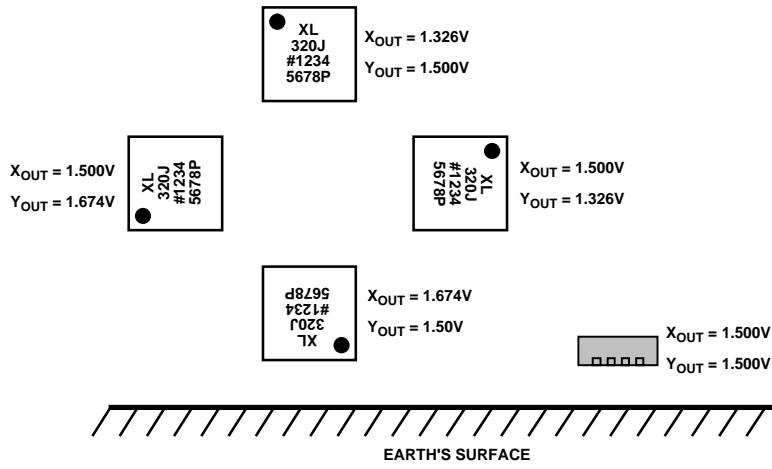 XL
320J
#1234
5678P
XOUT = 1.326V
YOUT = 1.500V
XOUT = 1.500V
YOUT = 1.674V
XL
320J
#1234
5678P
XL
320J
#1234
5678P
XOUT = 1.500V
YOUT = 1.326V
XL
320J
#1234
5678P
XOUT = 1.674V
YOUT = 1.50V
XOUT = 1.500V
YOUT = 1.500V
EARTH'S SURFACE